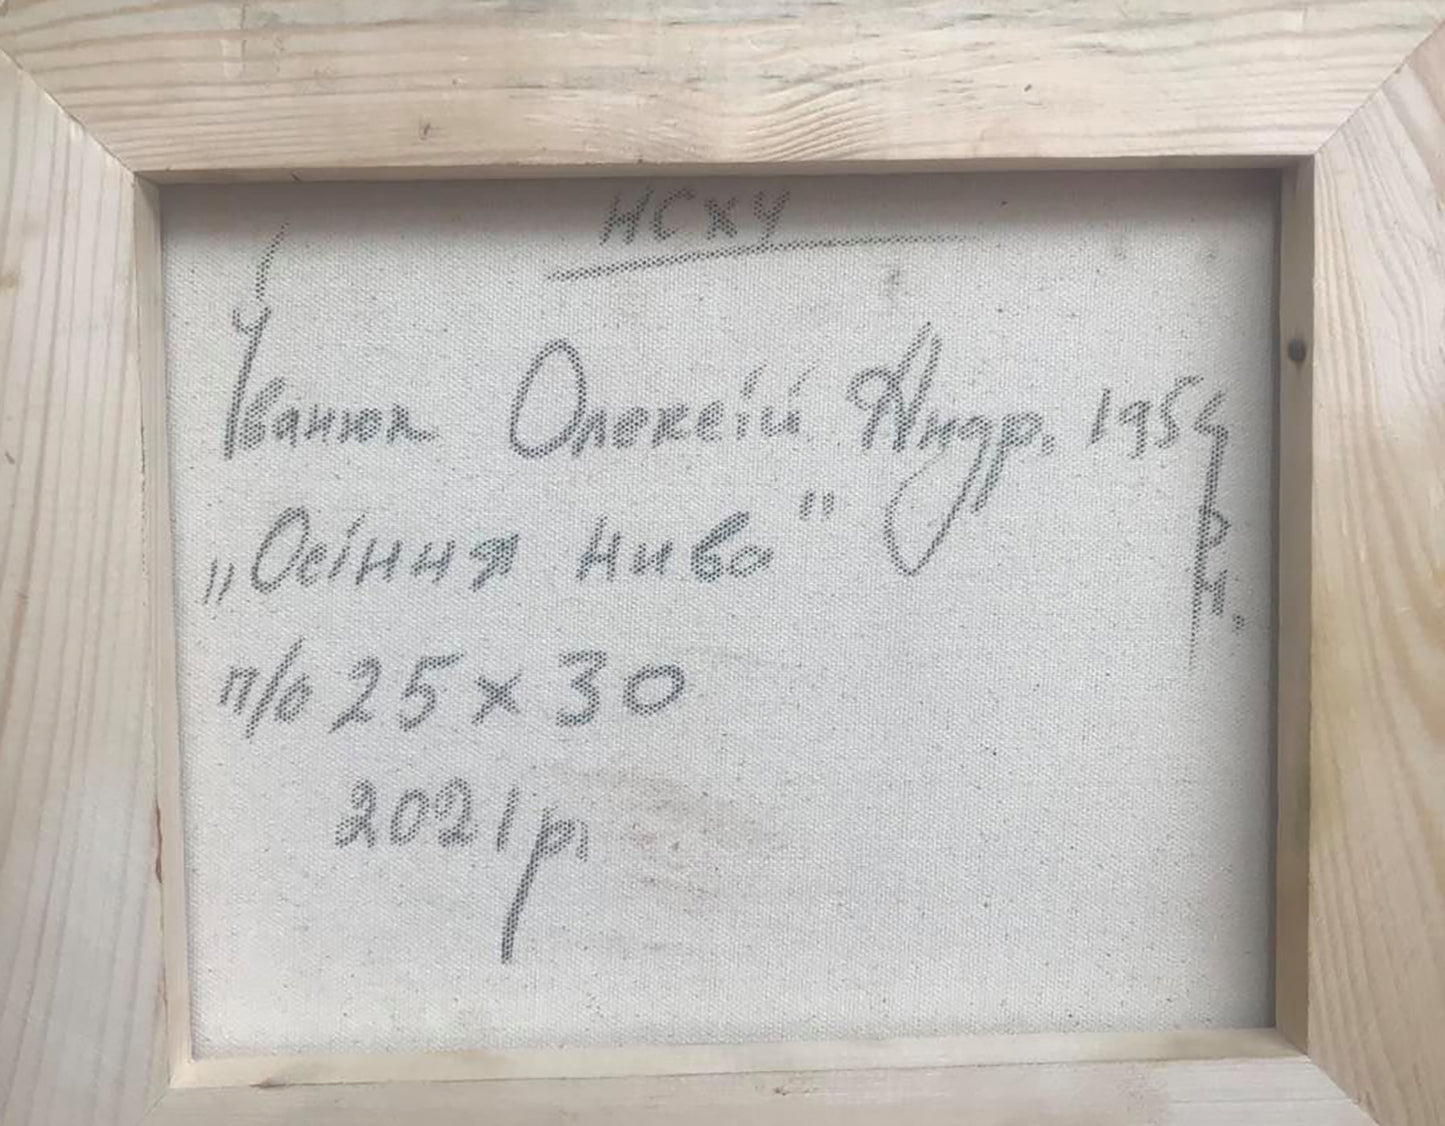 НСХУ
Іванюк Олексій Андр. 1954 р.н.
„Осіння нива"
п/о 25 х 30
2021 р.